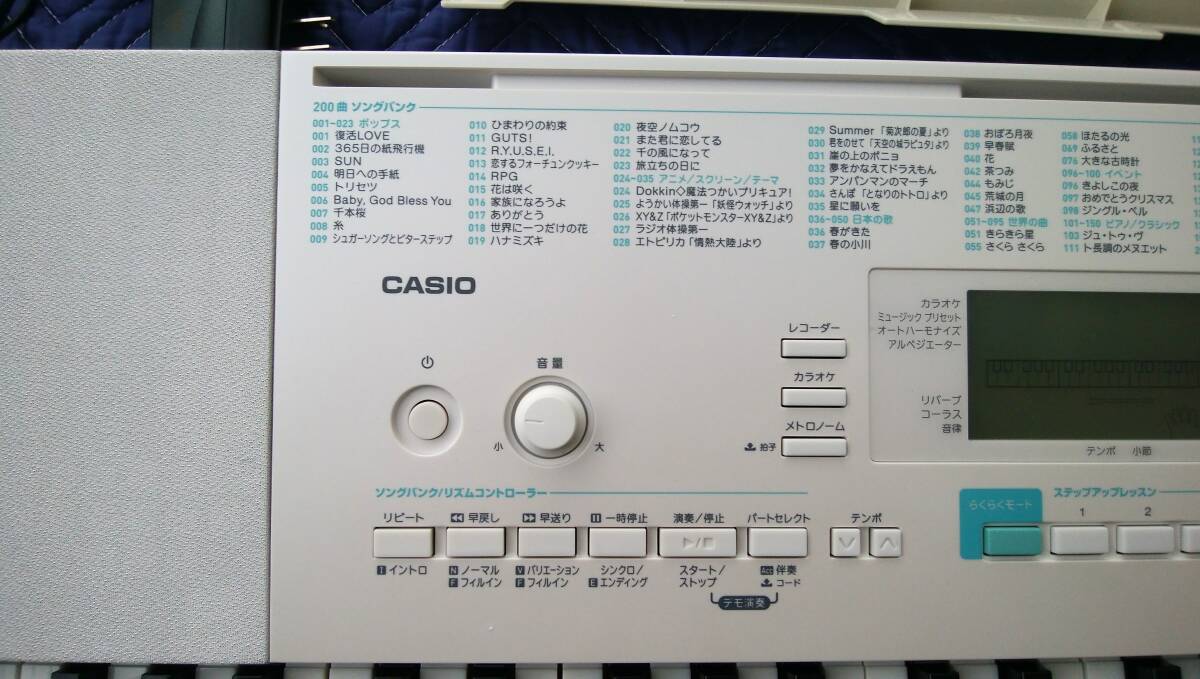 200曲 ソングバンク
001-023 ポップス
001 復活LOVE
002 365日の紙飛行機
003 SUN
004 明日への手紙
005 トリセツ
006 Baby, God Bless You
007 千本桜
008 糸
009 シュガーソングとビターステップ
010 ひまわりの約束
011 GUTS!
012 R.Y.U.S.E.I.
013 恋するフォーチュンクッキー
014 RPG
015 花は咲く
016 家族になろうよ
017 ありがとう
018 世界に一つだけの花
019 ハナミズキ
020 夜空ノムコウ
021 また君に恋してる
022 千の風になって
023 旅立ちの日に
024-035 アニメ/スクリーン/テーマ
024 Dokkin◇魔法つかいプリキュア!
025 ようかい体操第一「妖怪ウォッチ」より
026 XY&Z「ポケットモンスターXY&Z」より
027 ラジオ体操第一
028 エトピリカ「情熱大陸」より
029 Summer「菊次郎の夏」より
030 君をのせて「天空の城ラピュタ」より
031 崖の上のポニョ
032 夢をかなえてドラえもん
033 アンパンマンのマーチ
034 さんぽ「となりのトトロ」より
035 星に願いを
036-050 日本の歌
036 春がきた
037 春の小川
038 おぼろ月夜
039 早春賦
040 花
042 茶つみ
044 もみじ
045 荒城の月
047 浜辺の歌
051-095 世界の曲
051 きらきら星
055 さくら さくら
058 ほたるの光
069 ふるさと
076 大きな古時計
096-100 イベント
096 きよしこの夜
097 おめでとうクリスマス
098 ジングル・ベル
101-150 ピアノ/クラシック
103 ジュ・トゥ・ヴ
111 ト長調のメヌエット
CASIO
音量
小
大
レコーダー
カラオケ
メトロノーム
拍子
カラオケ
ミュージック プリセット
オートハーモナイズ
アルペジエーター
リバーブ
コーラス
音律
テンポ 小節
ソングバンク/リズムコントローラー
リピート
早戻し
早送り
一時停止
演奏/停止
パートセレクト
テンポ
I イントロ
N ノーマル
F フィルイン
V バリエーション
F フィルイン
シンクロ/
E エンディング
スタート/
ストップ
Acc 伴奏
コード
デモ演奏
らくらくモード
ステップアップレッスン
1
2